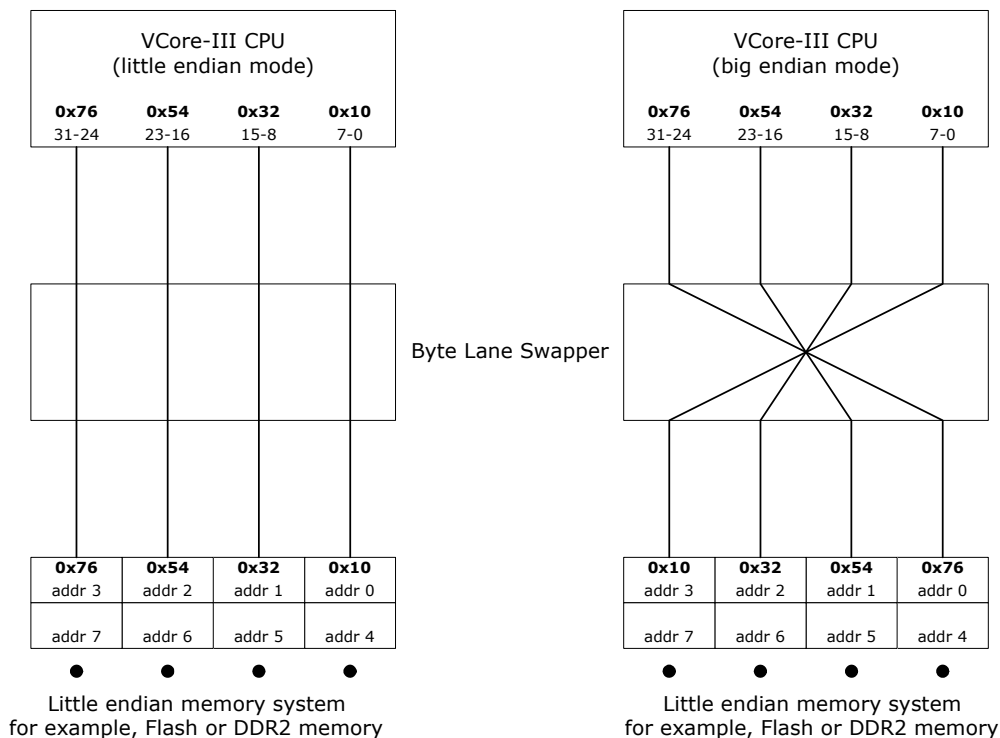 VCore-III CPU
(little endian mode)
0x76 0x54 0x32 0x10
31-24 23-16 15-8 7-0
VCore-III CPU
(big endian mode)
0x76 0x54 0x32 0x10
31-24 23-16 15-8 7-0
Byte Lane Swapper
0x76 0x54 0x32 0x10
addr 3 addr 2 addr 1 addr 0
addr 7 addr 6 addr 5 addr 4
Little endian memory system
for example, Flash or DDR2 memory
0x10 0x32 0x54 0x76
addr 3 addr 2 addr 1 addr 0
addr 7 addr 6 addr 5 addr 4
Little endian memory system
for example, Flash or DDR2 memory